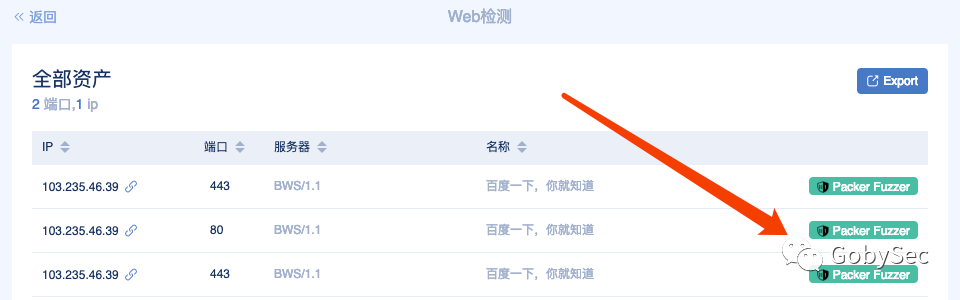 返回 Web检测
全部资产
2 端口,1 ip
Export
IP 端口 服务器 名称
103.235.46.39 443 BWS/1.1 百度一下，你就知道 Packer Fuzzer
103.235.46.39 80 BWS/1.1 百度一下，你就知道 Packer Fuzzer
GobySec
103.235.46.39 443 BWS/1.1 百度一下，你就知道 Packer Fuzzer